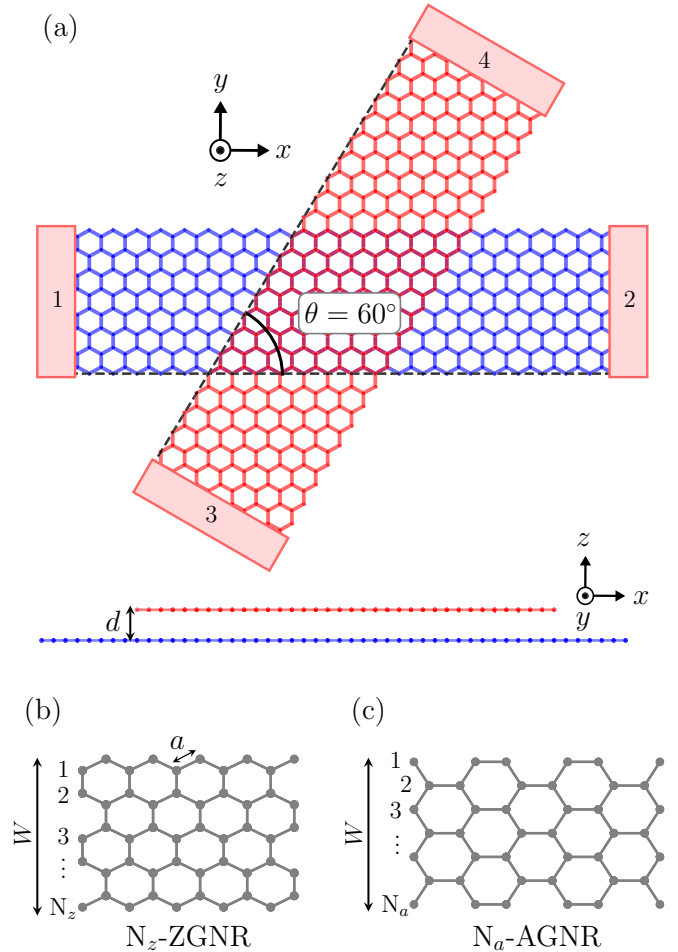 (a)
4
y
x
z
1
θ = 60°
2
3
z
d
x
y
(b)
(c)
a
1
2
3
⋮
N_z
W
N_z-ZGNR
1
2
3
⋮
N_a
W
N_a-AGNR